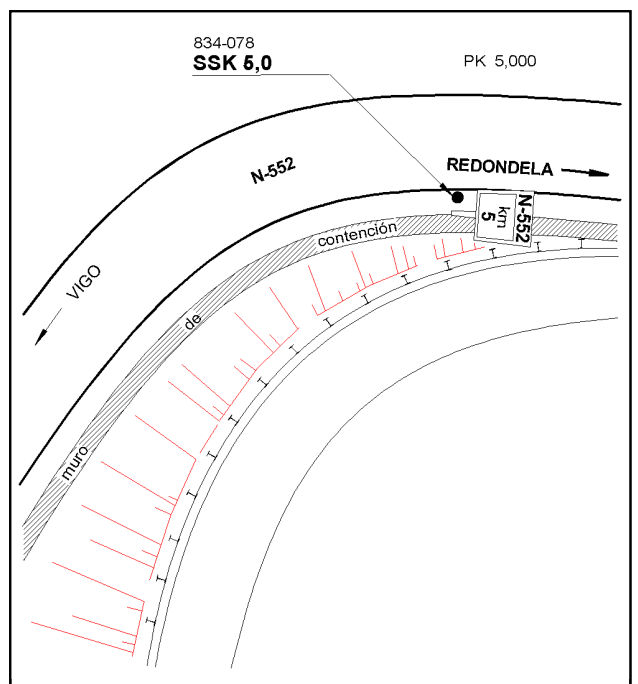 834-078
SSK 5,0
PK 5,000
N-552
REDONDELA
N-552
km
5
contención
de
muro
VIGO